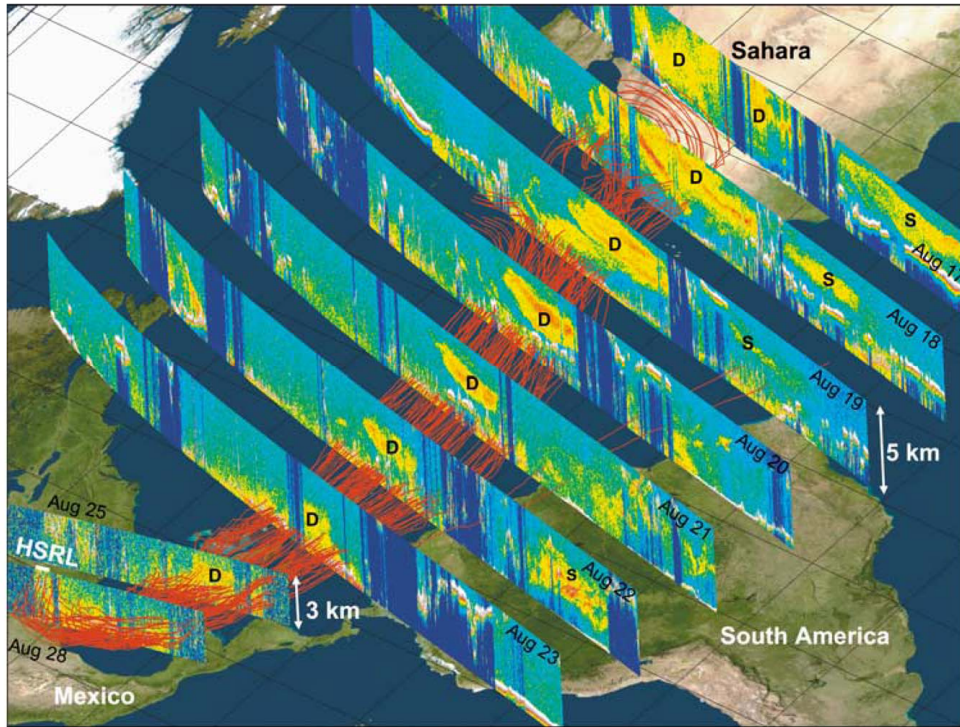 D
Sahara
D
D
S
Aug 17
D
S
Aug 18
D
S
Aug 19
5 km
D
Aug 20
D
Aug 21
Aug 25
D
S
Aug 22
HSRL
D
3 km
South America
Aug 28
Aug 23
Mexico